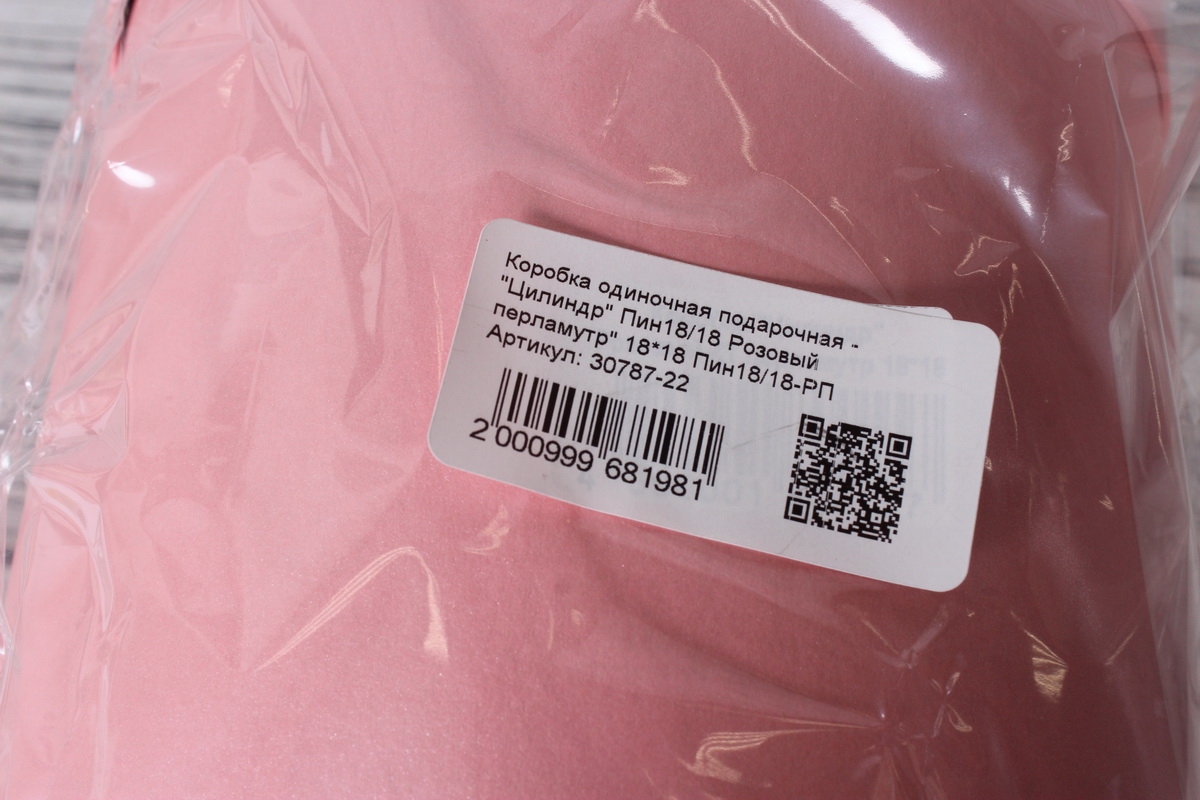 Коробка одиночная подарочная -
"Цилиндр" Пин18/18 Розовый
перламутр" 18*18 Пин18/18-РП
Артикул: 30787-22
2 000999 681981